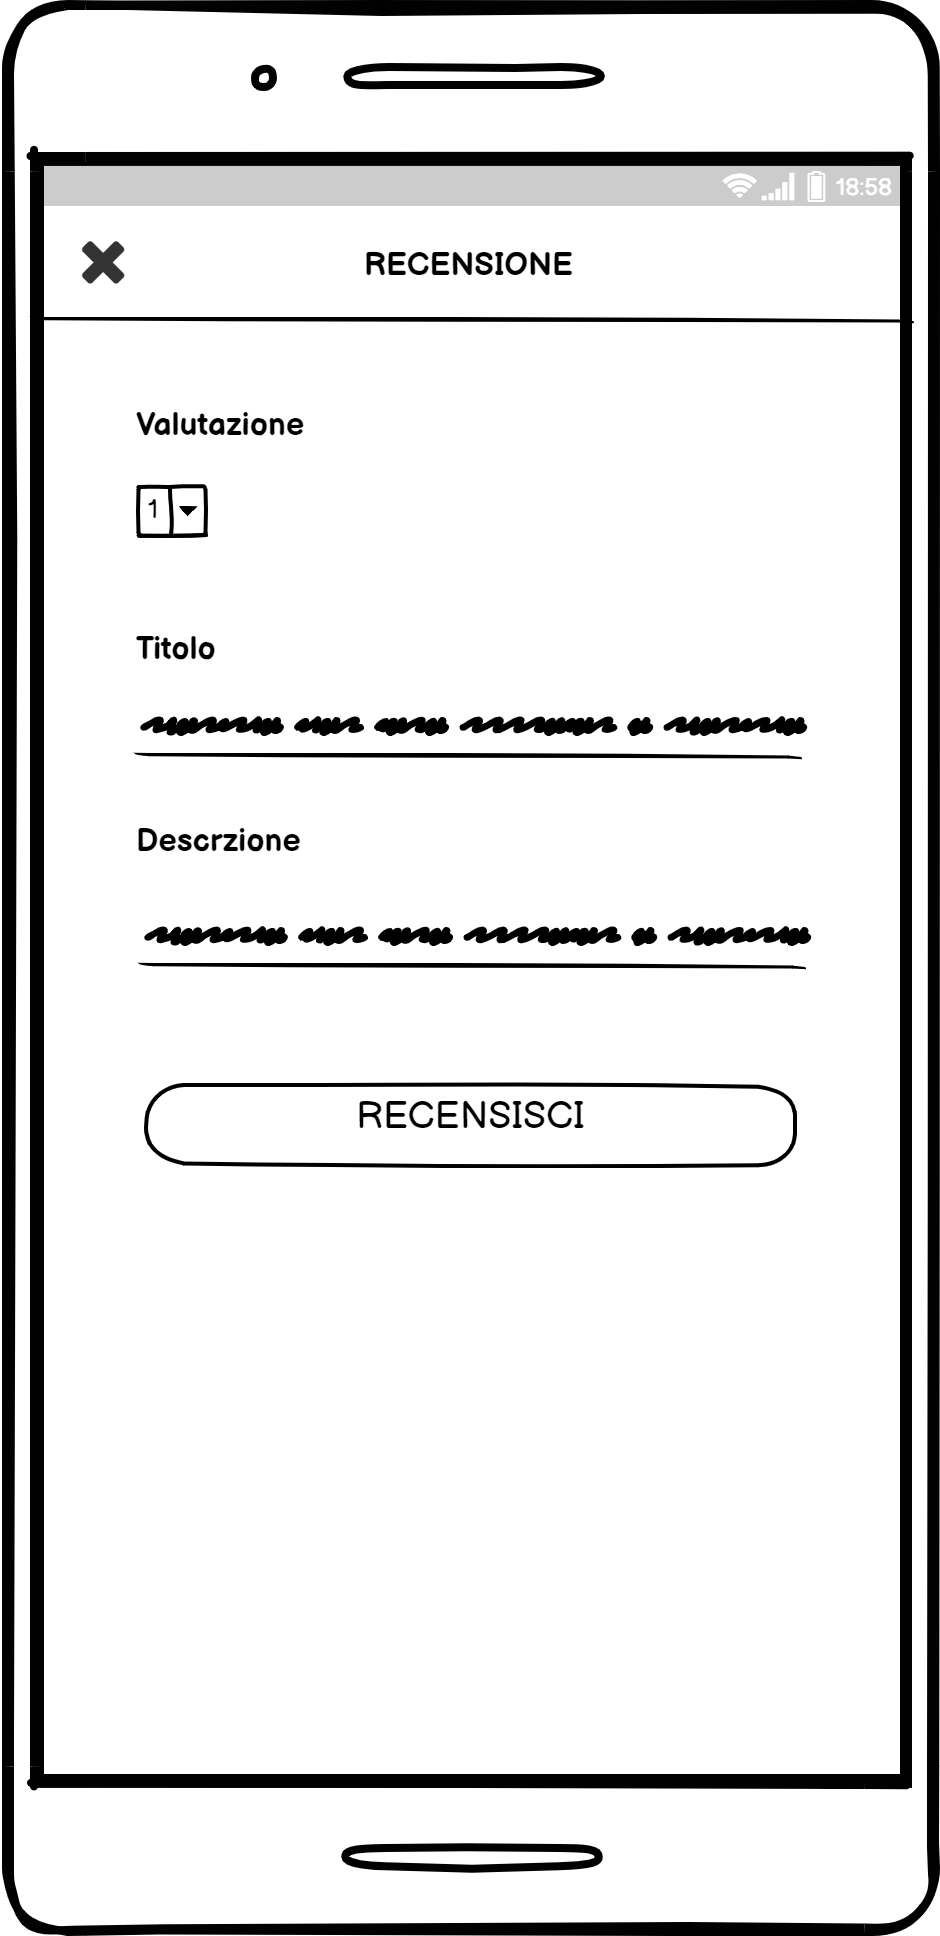 18:58
RECENSIONE
Valutazione
1
Titolo
Descrzione
RECENSISCI